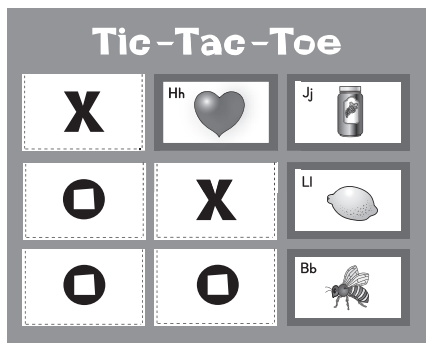 Tic-Tac-Toe
X Hh Jj
O X Ll
O O Bb